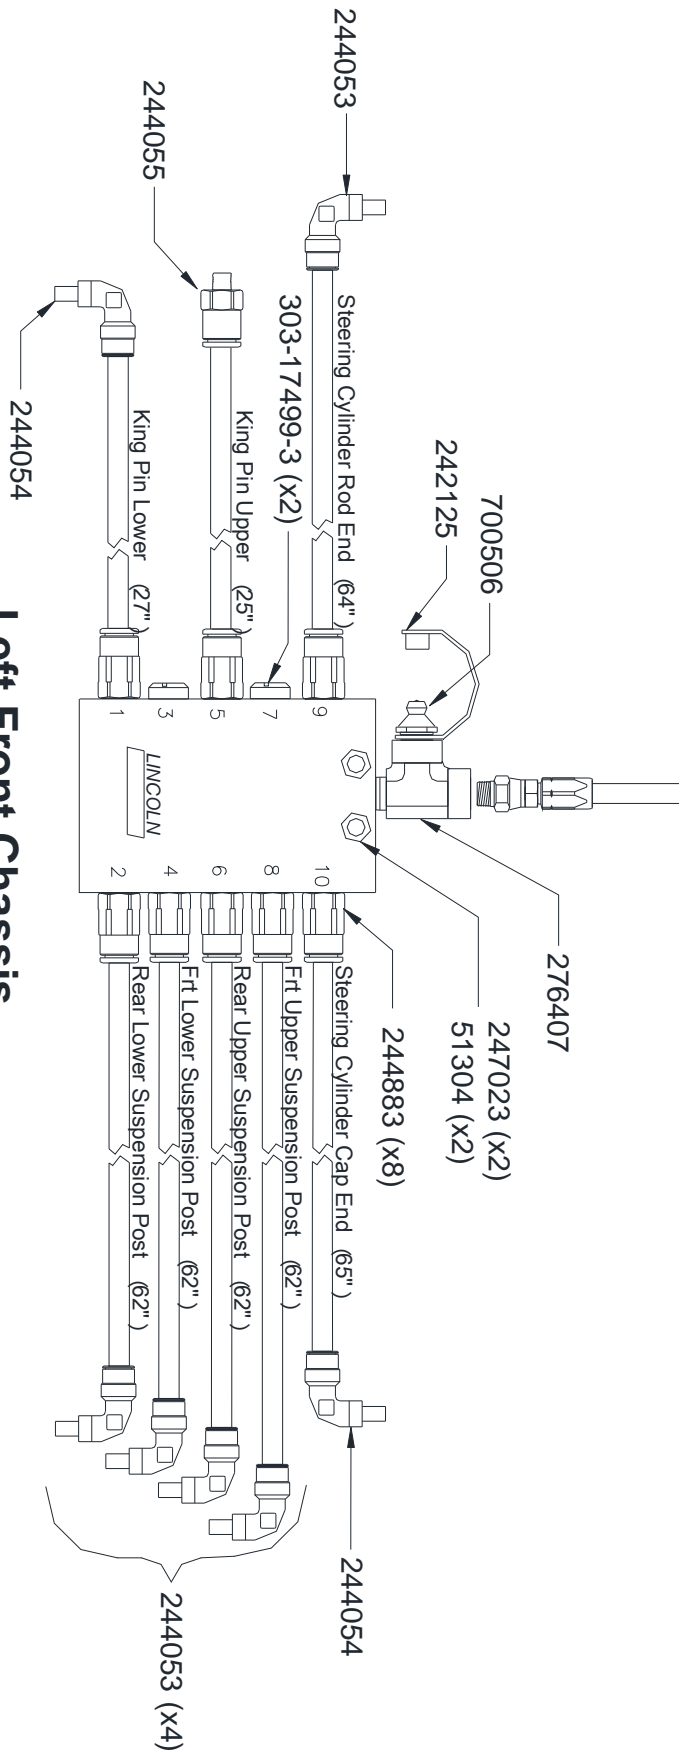 244053
244055
244054
Steering Cylinder Rod End (64")
303-17499-3 (x2)
King Pin Upper (25")
King Pin Lower (27")
700506
242125
9
7
5
3
1
LINCOLN
10
8
6
4
2
276407
247023 (x2)
51304 (x2)
244883 (x8)
Steering Cylinder Cap End (65")
Frt Upper Suspension Post (62")
Rear Upper Suspension Post (62")
Frt Lower Suspension Post (62")
Rear Lower Suspension Post (62")
244054
244053 (x4)
Left Front Chassis